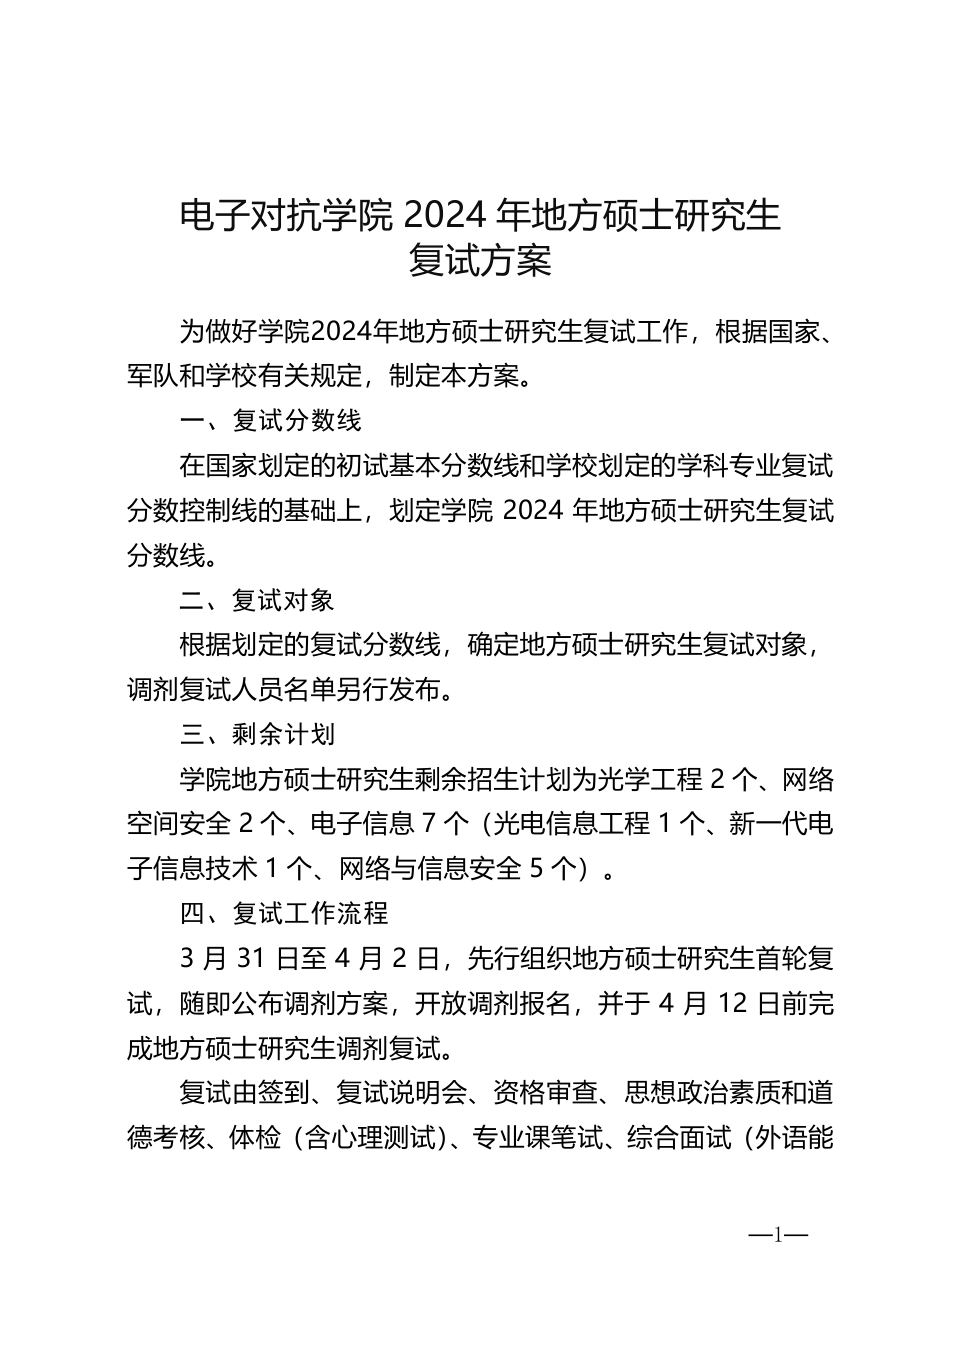 电子对抗学院 2024 年地方硕士研究生
复试方案
为做好学院2024年地方硕士研究生复试工作，根据国家、
军队和学校有关规定，制定本方案。
一、复试分数线
在国家划定的初试基本分数线和学校划定的学科专业复试
分数控制线的基础上，划定学院 2024 年地方硕士研究生复试
分数线。
二、复试对象
根据划定的复试分数线，确定地方硕士研究生复试对象，
调剂复试人员名单另行发布。
三、剩余计划
学院地方硕士研究生剩余招生计划为光学工程 2 个、网络
空间安全 2 个、电子信息 7 个（光电信息工程 1 个、新一代电
子信息技术 1 个、网络与信息安全 5 个）。
四、复试工作流程
3 月 31 日至 4 月 2 日，先行组织地方硕士研究生首轮复
试，随即公布调剂方案，开放调剂报名，并于 4 月 12 日前完
成地方硕士研究生调剂复试。
复试由签到、复试说明会、资格审查、思想政治素质和道
德考核、体检（含心理测试）、专业课笔试、综合面试（外语能
—1—